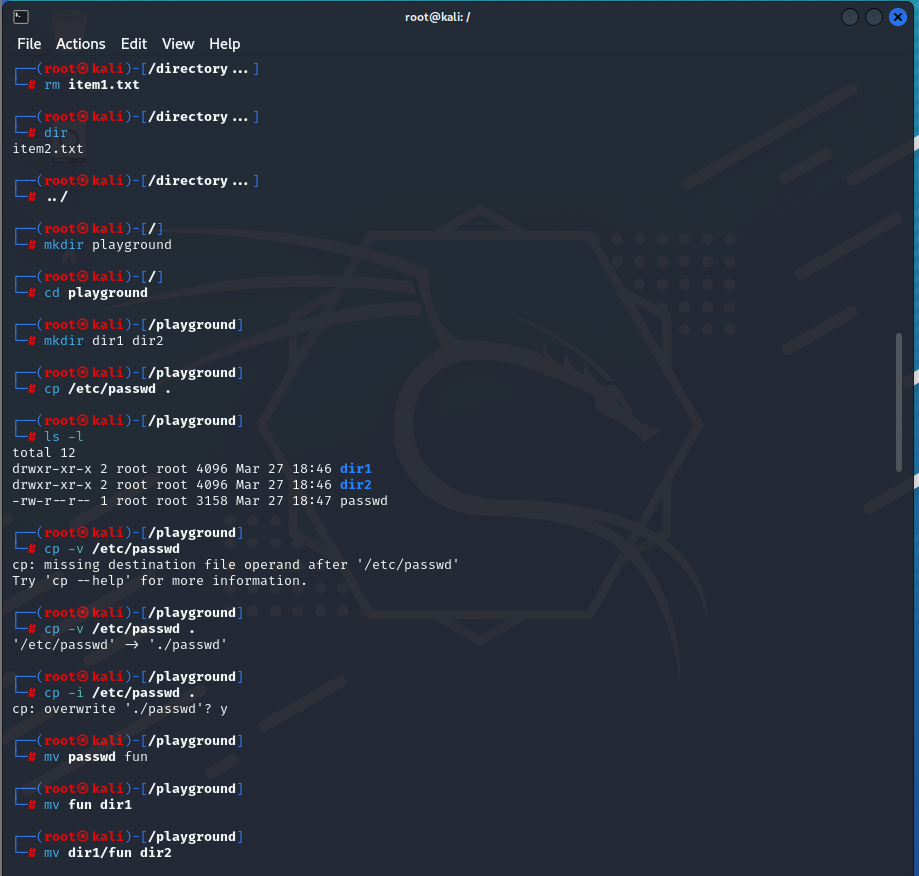 root@kali: /
File Actions Edit View Help
┌──(root㉿kali)-[/directory...]
└─# rm item1.txt
┌──(root㉿kali)-[/directory...]
└─# dir
item2.txt
┌──(root㉿kali)-[/directory...]
└─# ../
┌──(root㉿kali)-[/]
└─# mkdir playground
┌──(root㉿kali)-[/]
└─# cd playground
┌──(root㉿kali)-[/playground]
└─# mkdir dir1 dir2
┌──(root㉿kali)-[/playground]
└─# cp /etc/passwd .
┌──(root㉿kali)-[/playground]
└─# ls -l
total 12
drwxr-xr-x 2 root root 4096 Mar 27 18:46 dir1
drwxr-xr-x 2 root root 4096 Mar 27 18:46 dir2
-rw-r--r-- 1 root root 3158 Mar 27 18:47 passwd
┌──(root㉿kali)-[/playground]
└─# cp -v /etc/passwd
cp: missing destination file operand after '/etc/passwd'
Try 'cp --help' for more information.
┌──(root㉿kali)-[/playground]
└─# cp -v /etc/passwd .
'/etc/passwd' -> './passwd'
┌──(root㉿kali)-[/playground]
└─# cp -i /etc/passwd .
cp: overwrite './passwd'? y
┌──(root㉿kali)-[/playground]
└─# mv passwd fun
┌──(root㉿kali)-[/playground]
└─# mv fun dir1
┌──(root㉿kali)-[/playground]
└─# mv dir1/fun dir2